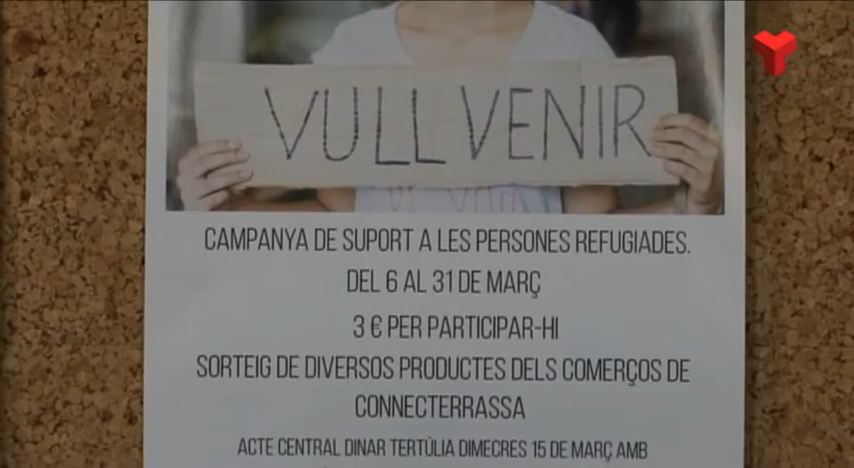 VULL VENIR
CAMPANYA DE SUPORT A LES PERSONES REFUGIADES.
DEL 6 AL 31 DE MARÇ
3 € PER PARTICIPAR-HI
SORTEIG DE DIVERSOS PRODUCTES DELS COMERÇOS DE
CONNECTERRASSA
ACTE CENTRAL DINAR TERTÚLIA DIMECRES 15 DE MARÇ AMB